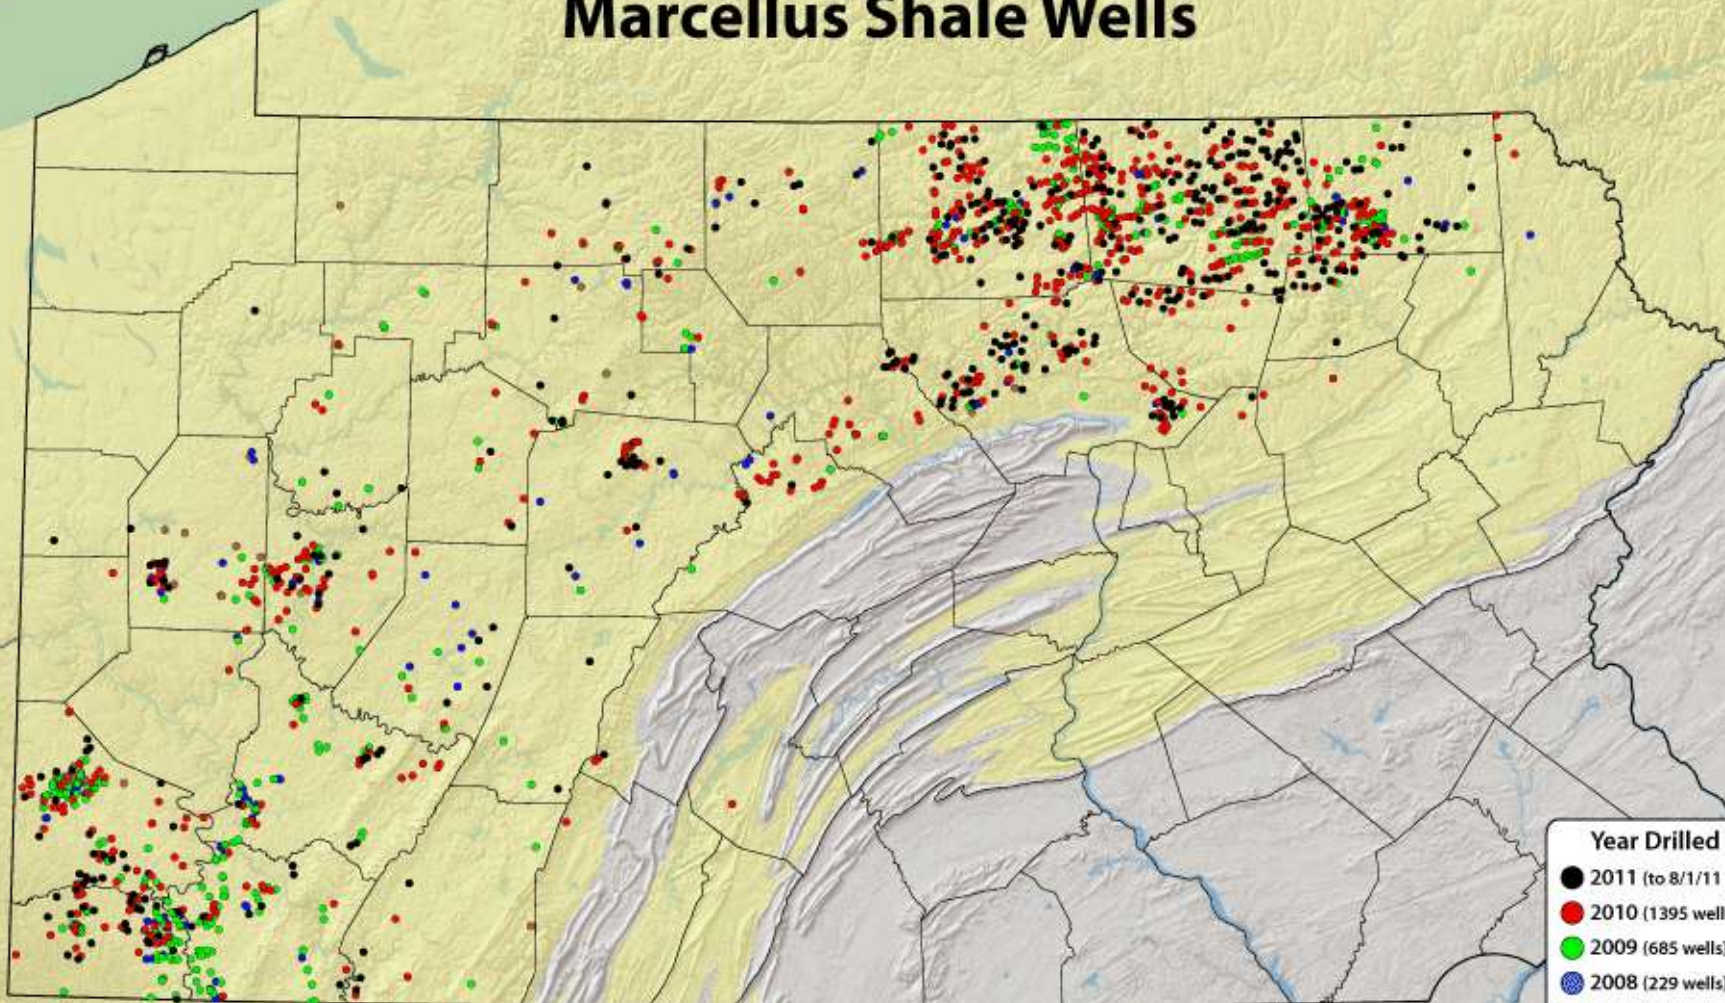 Marcellus Shale Wells
Year Drilled
2011 (to 8/1/11
2010 (1395 well
2009 (685 wells)
2008 (229 wells